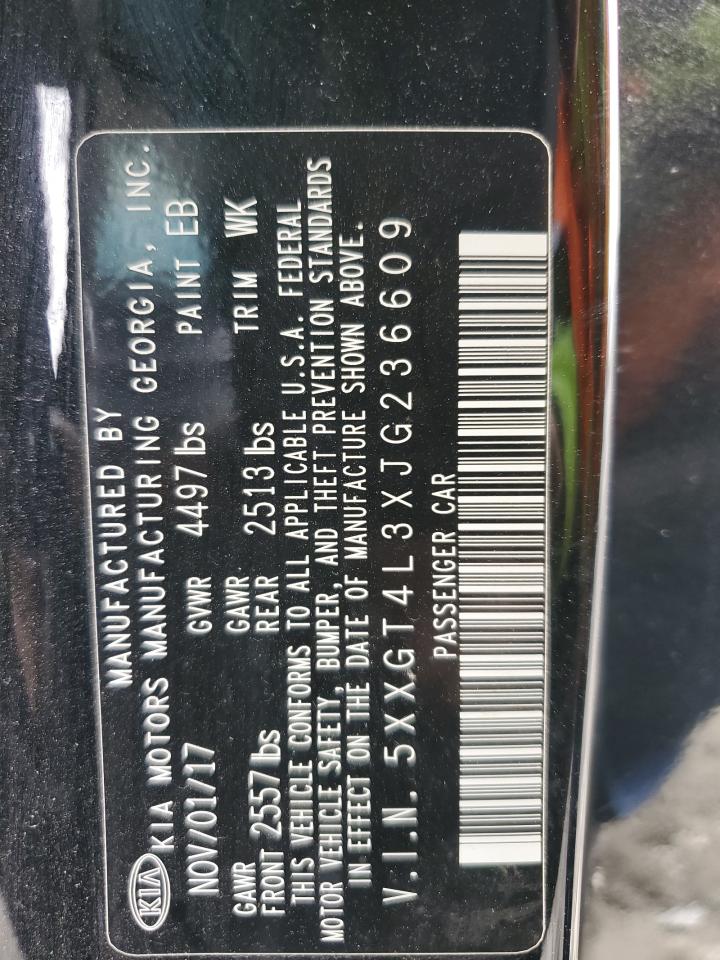 MANUFACTURED BY
KIA KIA MOTORS MANUFACTURING GEORGIA, INC.
NOV/01/17 GVWR 4497 lbs PAINT EB
GAWR FRONT 2557 lbs GAWR REAR 2513 lbs TRIM WK
THIS VEHICLE CONFORMS TO ALL APPLICABLE U.S.A. FEDERAL
MOTOR VEHICLE SAFETY, BUMPER, AND THEFT PREVENTION STANDARDS
IN EFFECT ON THE DATE OF MANUFACTURE SHOWN ABOVE.
V.I.N. 5XXGT4L3XJG236609
PASSENGER CAR